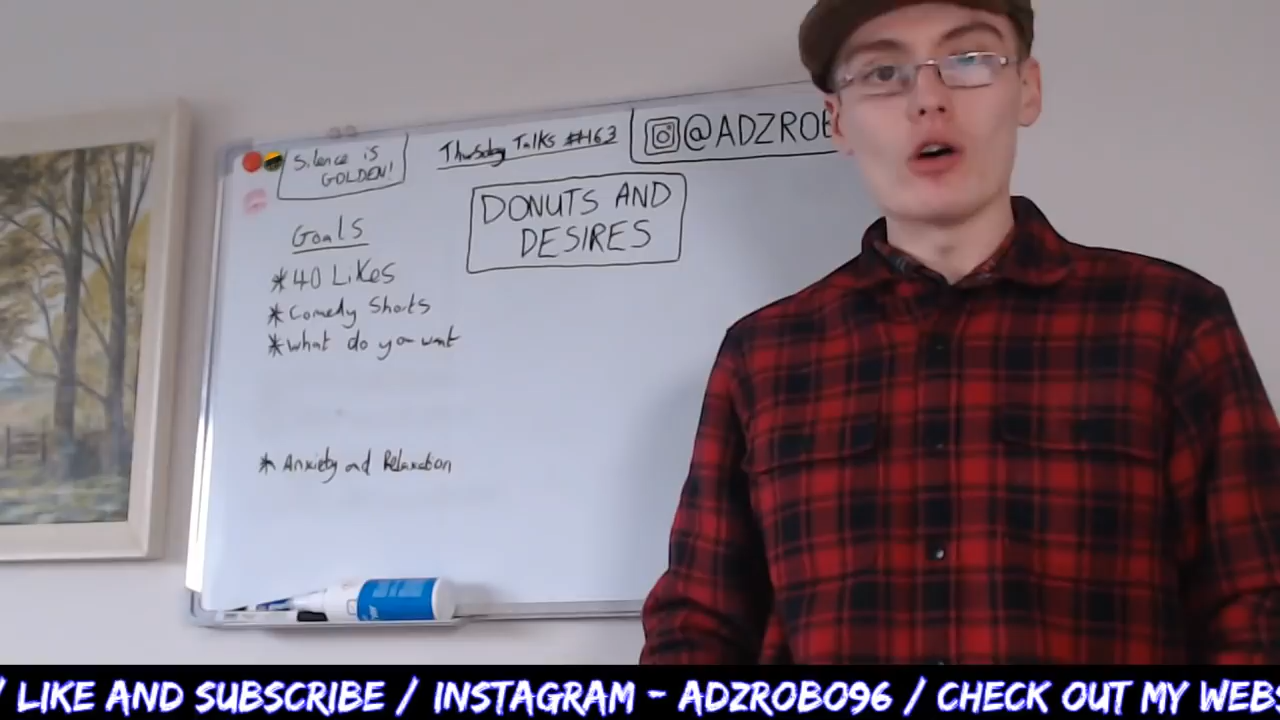 Silence is
GOLDEN!
Thursday Talks #163
@ADZROB
DONUTS AND
DESIRES
Goals
*40 Likes
*Comedy Shorts
*What do you want
* Anxiety and Relaxation
/ LIKE AND SUBSCRIBE / INSTAGRAM - ADZROBO96 / CHECK OUT MY WEBS